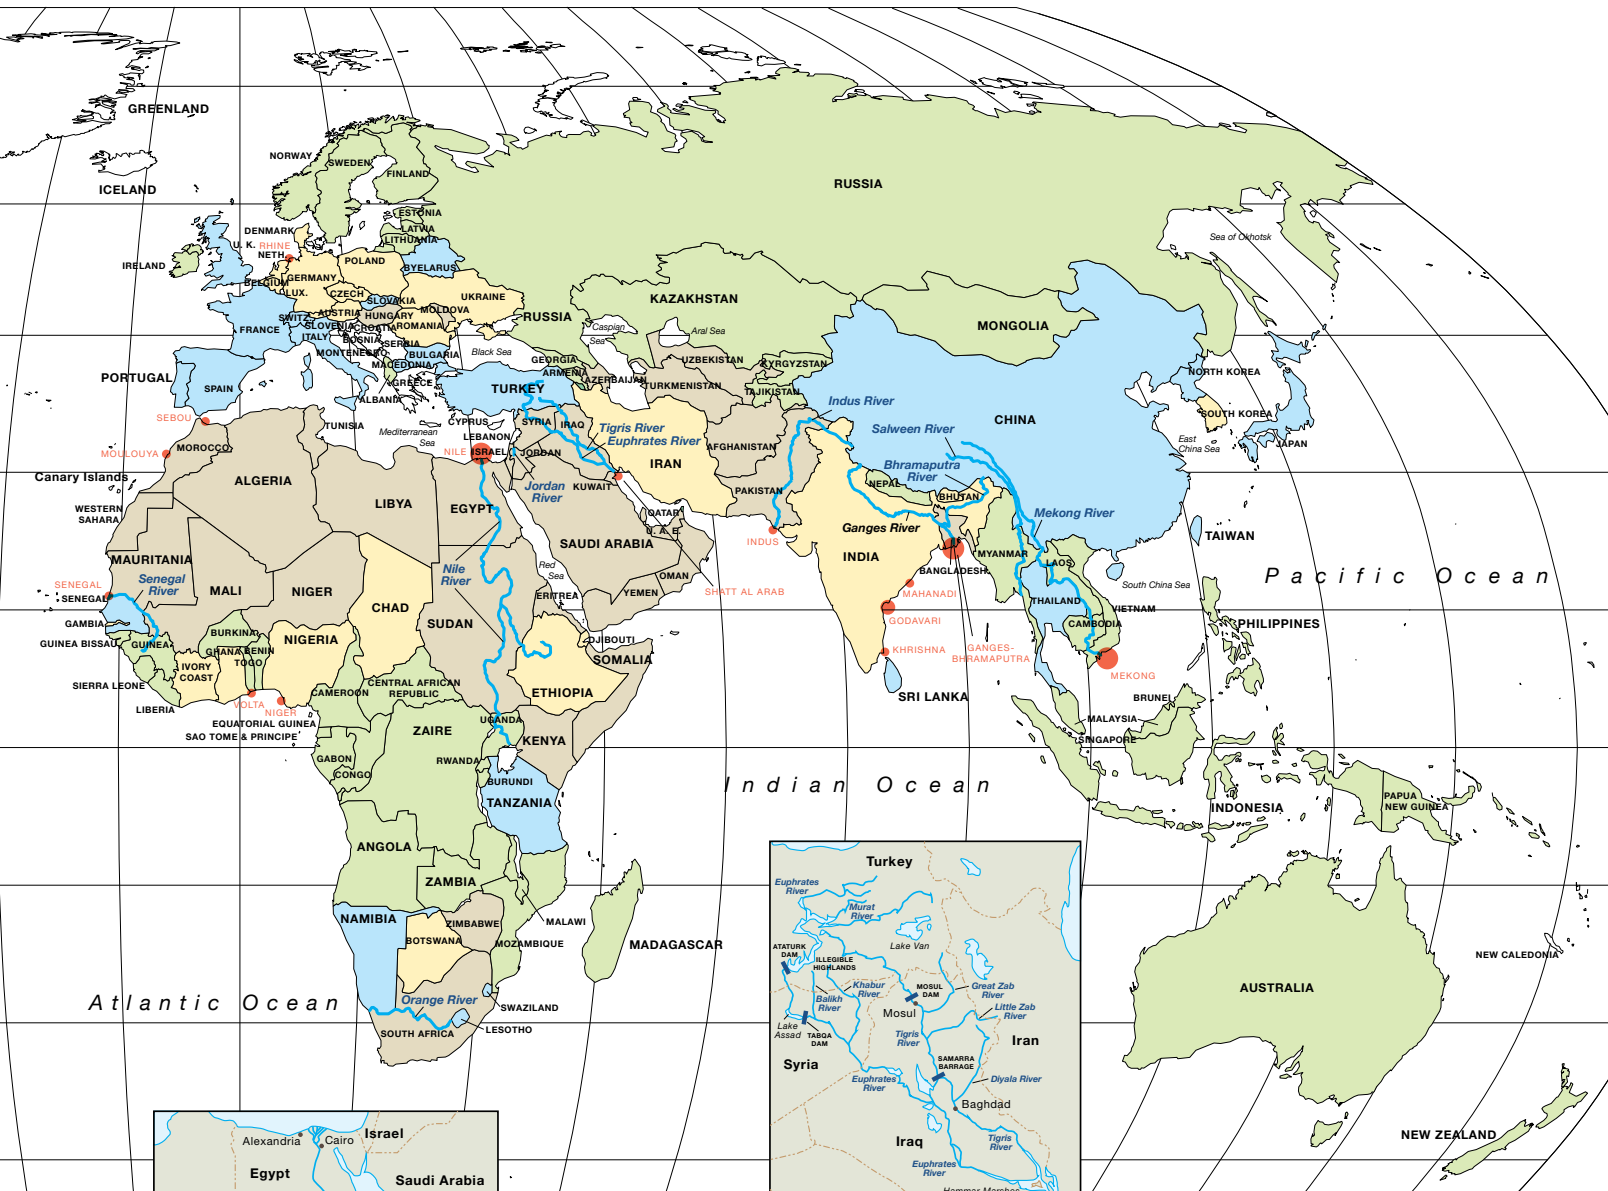 GREENLAND
ICELAND
NORWAY
SWEDEN
FINLAND
RUSSIA
Sea of Okhotsk
ESTONIA
LATVIA
LITHUANIA
DENMARK
U. K.
RHINE
NETH.
IRELAND
POLAND
BYELARUS
BELGIUM
GERMANY
LUX.
CZECH
SLOVAKIA
UKRAINE
MOLDOVA
AUSTRIA
HUNGARY
SWITZ.
SLOVENIA
CROATIA
ROMANIA
FRANCE
ITALY
BOSNIA
SERBIA
MONTENEGRO
BULGARIA
MACEDONIA
GREECE
ALBANIA
RUSSIA
Caspian
Sea
Aral Sea
Black Sea
KAZAKHSTAN
MONGOLIA
GEORGIA
ARMENIA
AZERBAIJAN
UZBEKISTAN
TURKMENISTAN
KYRGYZSTAN
TAJIKISTAN
PORTUGAL
SPAIN
TURKEY
NORTH KOREA
SOUTH KOREA
JAPAN
CHINA
East
China Sea
SEBOU
MOULOUYA
MOROCCO
TUNISIA
Mediterranean
Sea
CYPRUS
LEBANON
NILE
ISRAEL
SYRIA
IRAQ
JORDAN
Tigris River
Euphrates River
IRAN
AFGHANISTAN
Indus River
Salween River
Bhramaputra
River
Canary Islands
ALGERIA
LIBYA
EGYPT
Jordan
River
KUWAIT
PAKISTAN
NEPAL
BHUTAN
Mekong River
WESTERN
SAHARA
QATAR
U. A. E.
SAUDI ARABIA
INDUS
Ganges River
INDIA
TAIWAN
MAURITANIA
MALI
NIGER
CHAD
SUDAN
Nile
River
Red
Sea
ERITREA
YEMEN
OMAN
SHATT AL ARAB
BANGLADESH
MYANMAR
LAOS
MAHANADI
GODAVARI
KHRISHNA
GANGES-
BHRAMAPUTRA
THAILAND
VIETNAM
CAMBODIA
South China Sea
Pacific Ocean
PHILIPPINES
MEKONG
SENEGAL
SENEGAL
Senegal
River
GAMBIA
GUINEA BISSAU
GUINEA
BURKINA
GHANA
BENIN
TOGO
NIGERIA
IVORY
COAST
SIERRA LEONE
LIBERIA
VOLTA
NIGER
CAMEROON
CENTRAL AFRICAN
REPUBLIC
DJIBOUTI
SOMALIA
ETHIOPIA
EQUATORIAL GUINEA
SAO TOME & PRINCIPE
SRI LANKA
BRUNEI
MALAYSIA
SINGAPORE
ZAIRE
UGANDA
KENYA
GABON
CONGO
RWANDA
BURUNDI
TANZANIA
Indian Ocean
INDONESIA
PAPUA
NEW GUINEA
ANGOLA
ZAMBIA
NAMIBIA
ZIMBABWE
BOTSWANA
MALAWI
MOZAMBIQUE
MADAGASCAR
Atlantic Ocean
Orange River
SWAZILAND
LESOTHO
SOUTH AFRICA
NEW CALEDONIA
AUSTRALIA
NEW ZEALAND
Turkey
Euphrates
River
Murat
River
Lake Van
ATATURK
DAM
ILLEGIBLE
HIGHLANDS
Balikh
River
Khabur
River
MOSUL
DAM
Mosul
Great Zab
River
Little Zab
River
Lake
Assad
TABQA
DAM
Tigris
River
Iran
Syria
SAMARRA
BARRAGE
Euphrates
River
Diyala River
Baghdad
Iraq
Tigris
River
Euphrates
River
Hammar Marshes
Alexandria
Cairo
Israel
Egypt
Saudi Arabia